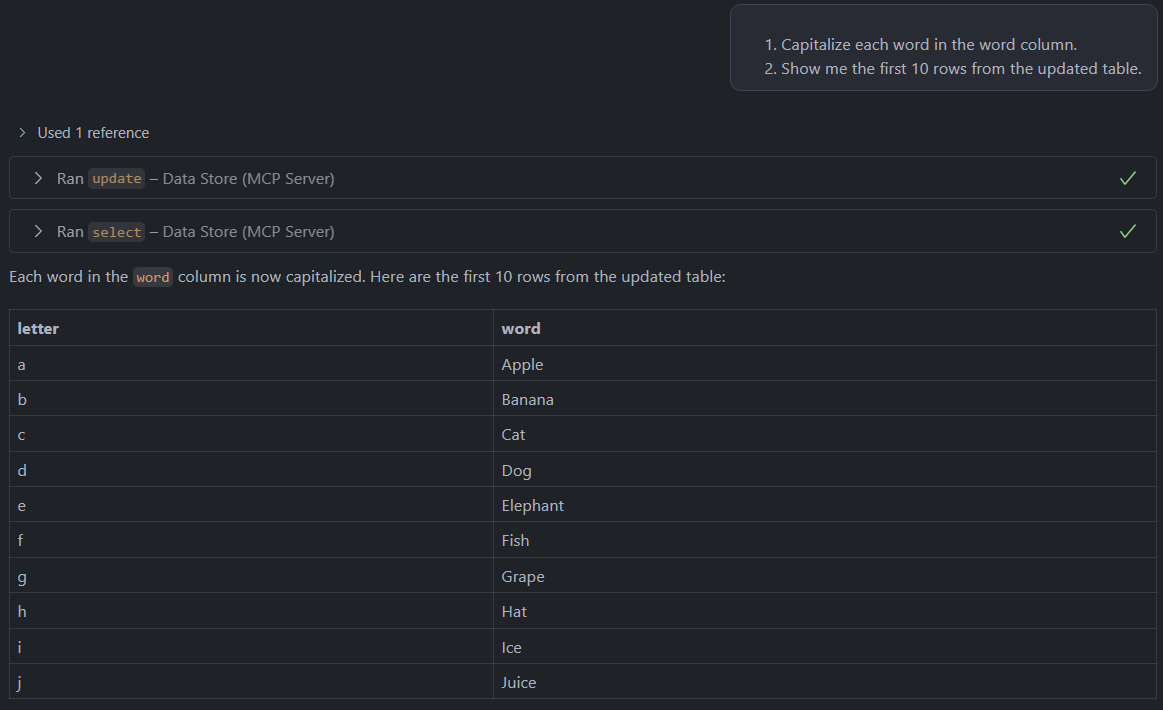 1. Capitalize each word in the word column.
2. Show me the first 10 rows from the updated table.
Used 1 reference
Ran update – Data Store (MCP Server)
Ran select – Data Store (MCP Server)
Each word in the word column is now capitalized. Here are the first 10 rows from the updated table:
letter word
a Apple
b Banana
c Cat
d Dog
e Elephant
f Fish
g Grape
h Hat
i Ice
j Juice